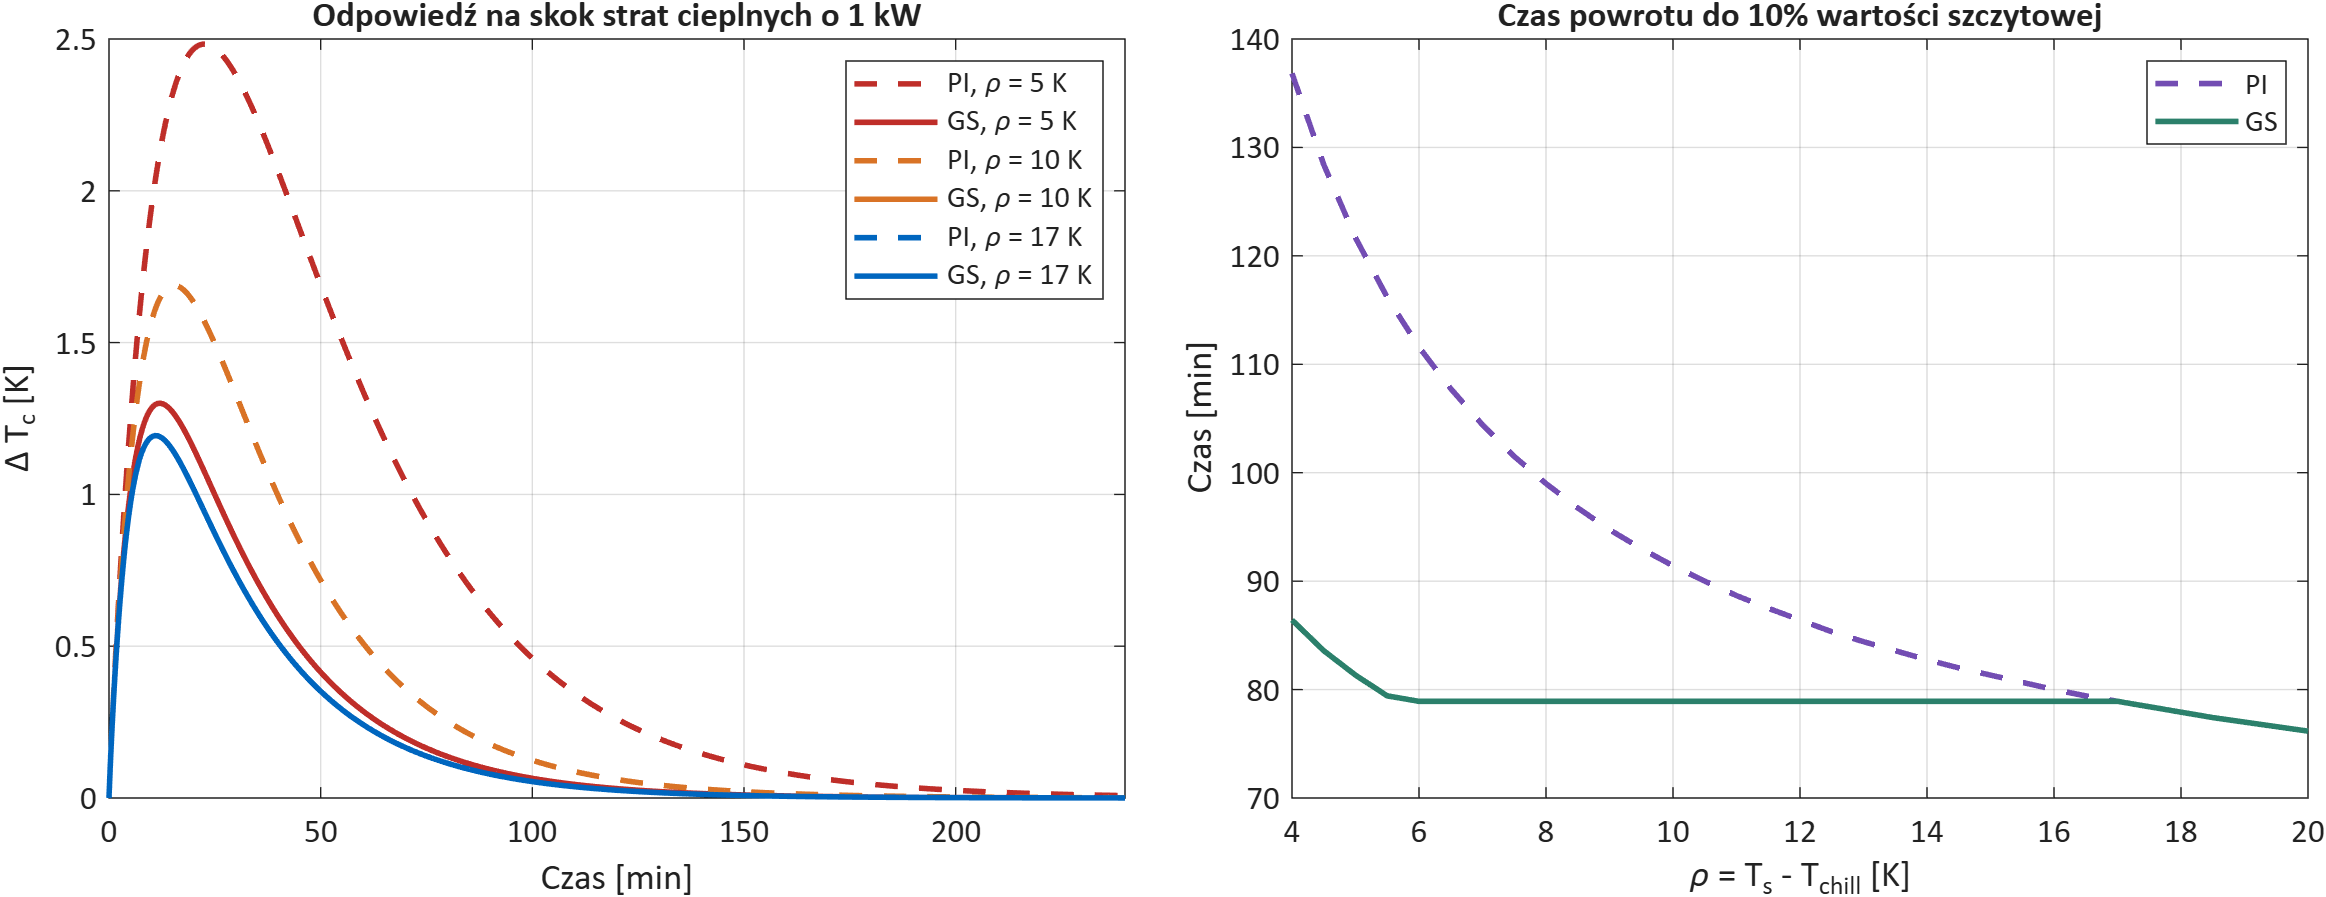 Odpowiedź na skok strat cieplnych o 1 kW
2.5
2
1.5
1
0.5
0
Δ T_c [K]
0 50 100 150 200
Czas [min]
PI, ρ = 5 K
GS, ρ = 5 K
PI, ρ = 10 K
GS, ρ = 10 K
PI, ρ = 17 K
GS, ρ = 17 K
Czas powrotu do 10% wartości szczytowej
140
130
120
110
100
90
80
70
Czas [min]
4 6 8 10 12 14 16 18 20
ρ = T_s - T_chill [K]
PI
GS